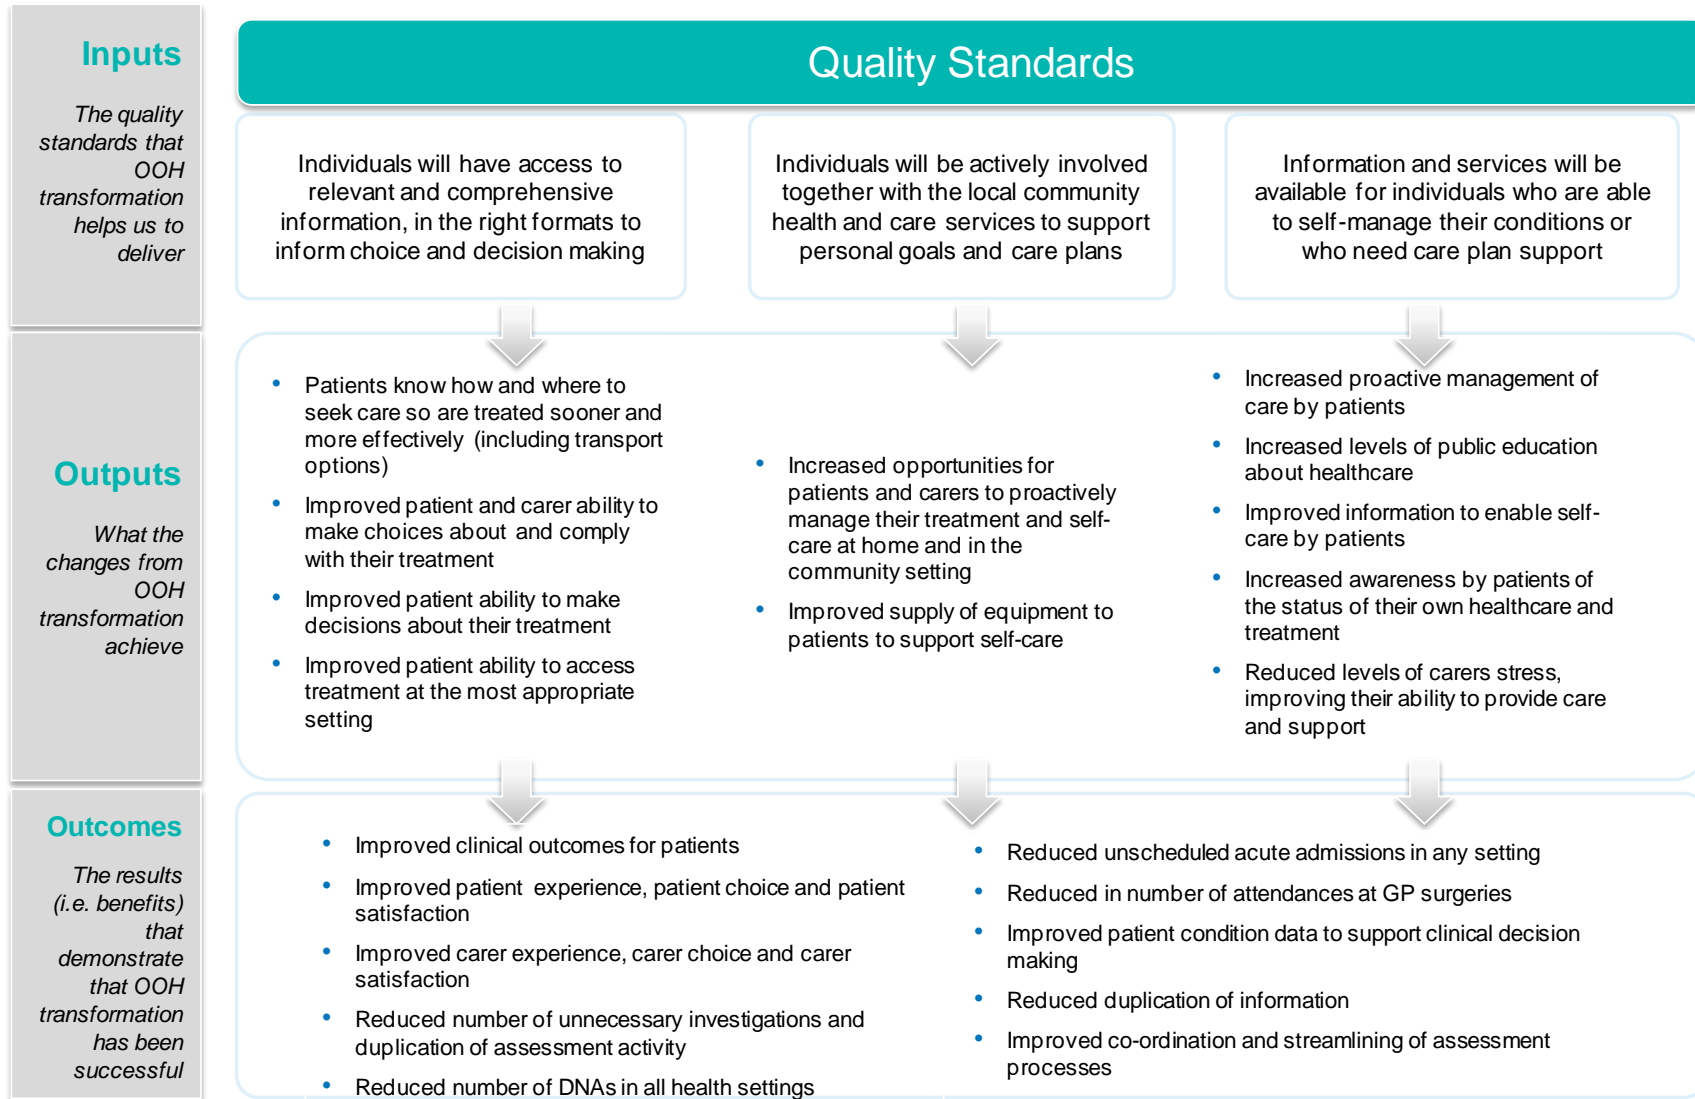 Inputs
The quality
standards that
OOH
transformation
helps us to
deliver
Quality Standards
Individuals will have access to
relevant and comprehensive
information, in the right formats to
inform choice and decision making
Individuals will be actively involved
together with the local community
health and care services to support
personal goals and care plans
Information and services will be
available for individuals who are able
to self-manage their conditions or
who need care plan support
Outputs
What the
changes from
OOH
transformation
achieve
• Patients know how and where to
seek care so are treated sooner and
more effectively (including transport
options)
• Improved patient and carer ability to
make choices about and comply
with their treatment
• Improved patient ability to make
decisions about their treatment
• Improved patient ability to access
treatment at the most appropriate
setting
• Increased opportunities for
patients and carers to proactively
manage their treatment and self-
care at home and in the
community setting
• Improved supply of equipment to
patients to support self-care
• Increased proactive management of
care by patients
• Increased levels of public education
about healthcare
• Improved information to enable self-
care by patients
• Increased awareness by patients of
the status of their own healthcare and
treatment
• Reduced levels of carers stress,
improving their ability to provide care
and support
Outcomes
The results
(i.e. benefits)
that
demonstrate
that OOH
transformation
has been
successful
• Improved clinical outcomes for patients
• Improved patient experience, patient choice and patient
satisfaction
• Improved carer experience, carer choice and carer
satisfaction
• Reduced number of unnecessary investigations and
duplication of assessment activity
• Reduced number of DNAs in all health settings
• Reduced unscheduled acute admissions in any setting
• Reduced in number of attendances at GP surgeries
• Improved patient condition data to support clinical decision
making
• Reduced duplication of information
• Improved co-ordination and streamlining of assessment
processes